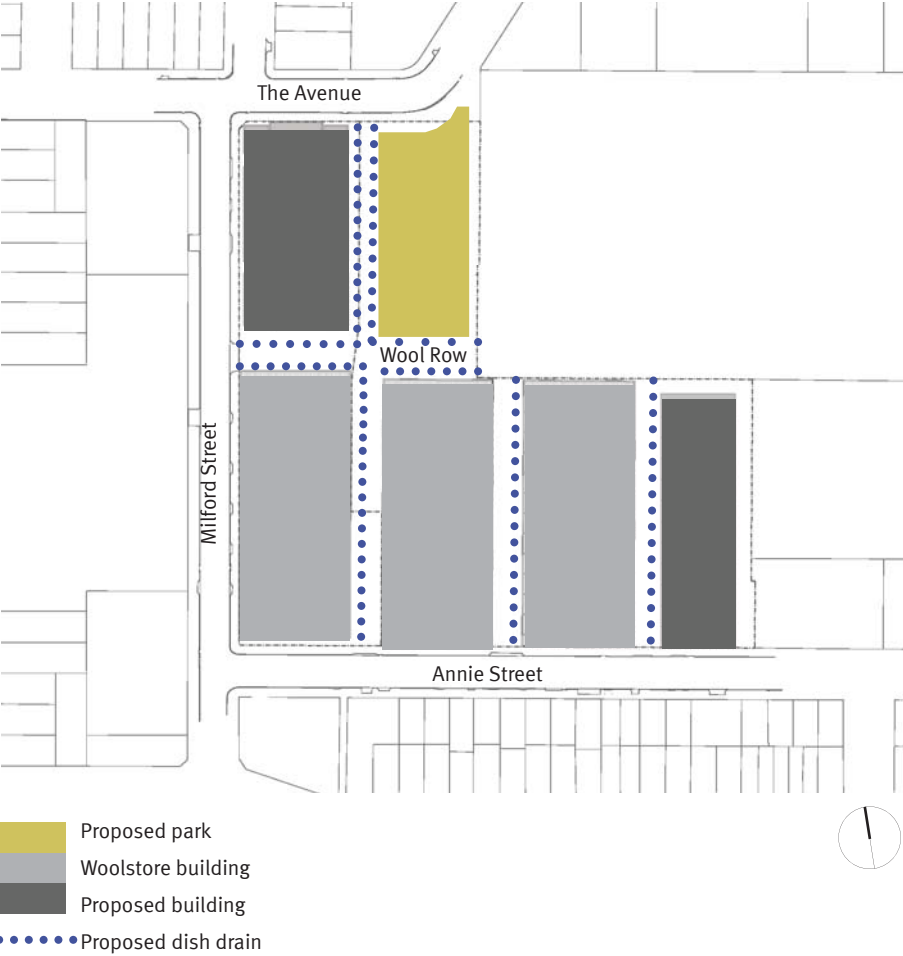 The Avenue
Wool Row
Milford Street
Annie Street
Proposed park
Woolstore building
Proposed building
Proposed dish drain